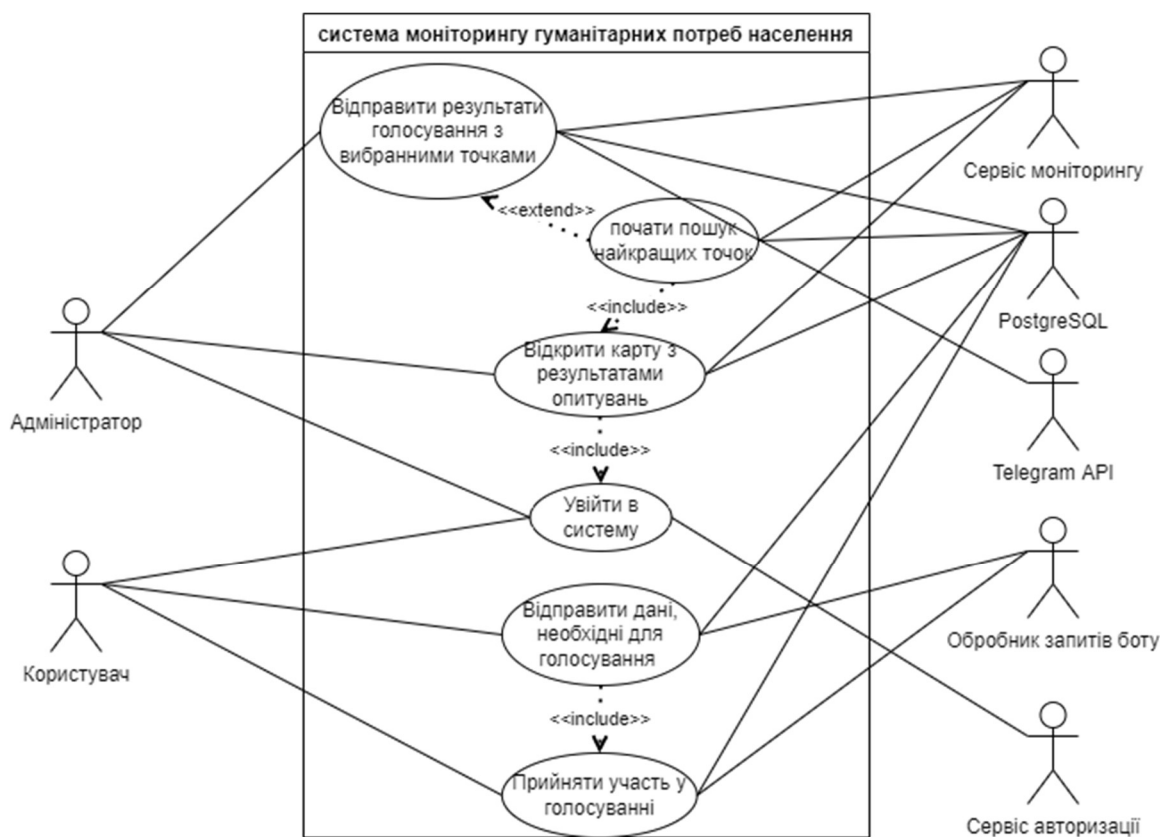 система моніторингу гуманітарних потреб населення
Відправити результати
голосування з
вибранними точками
Сервіс моніторингу
<<extend>>
почати пошук
найкращих точок
<<include>>
PostgreSQL
Відкрити карту з
результатами
опитувань
Адміністратор
<<include>>
Telegram API
Увійти в
систему
Відправити дані,
необхідні для
голосування
Обробник запитів боту
Користувач
<<include>>
Прийняти участь у
голосуванні
Сервіс авторизації